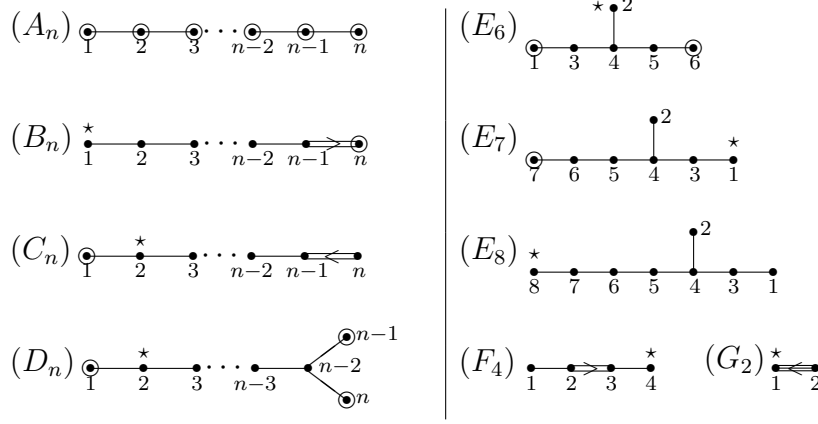 (A_n) 1 2 3 ⋯ n−2 n−1 n
(B_n) ⋆ 1 2 3 ⋯ n−2 n−1 n
(C_n) ⋆ 1 2 3 ⋯ n−2 n−1 n
(D_n) ⋆ 1 2 3 ⋯ n−3 n−2 n−1 n
(E_6) ⋆ 2 1 3 4 5 6
(E_7) 2 ⋆ 7 6 5 4 3 1
(E_8) ⋆ 2 8 7 6 5 4 3 1
(F_4) ⋆ 1 2 3 4
(G_2) ⋆ 1 2